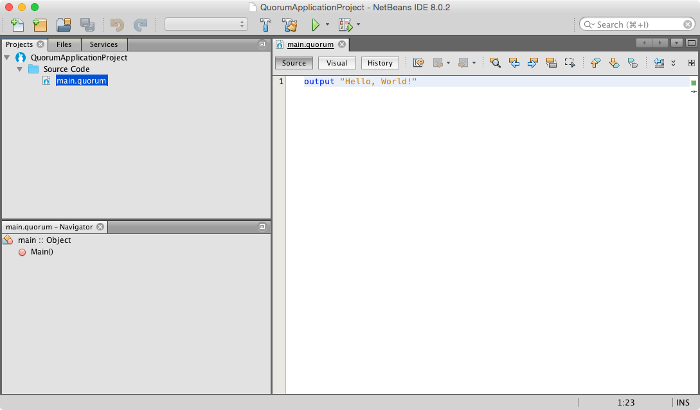 QuorumApplicationProject - NetBeans IDE 8.0.2
Search (⌘+I)
Projects Files Services
QuorumApplicationProject
Source Code
main.quorum
main.quorum – Navigator
main :: Object
Main()
main.quorum
Source Visual History
1 output "Hello, World!"
1:23 INS